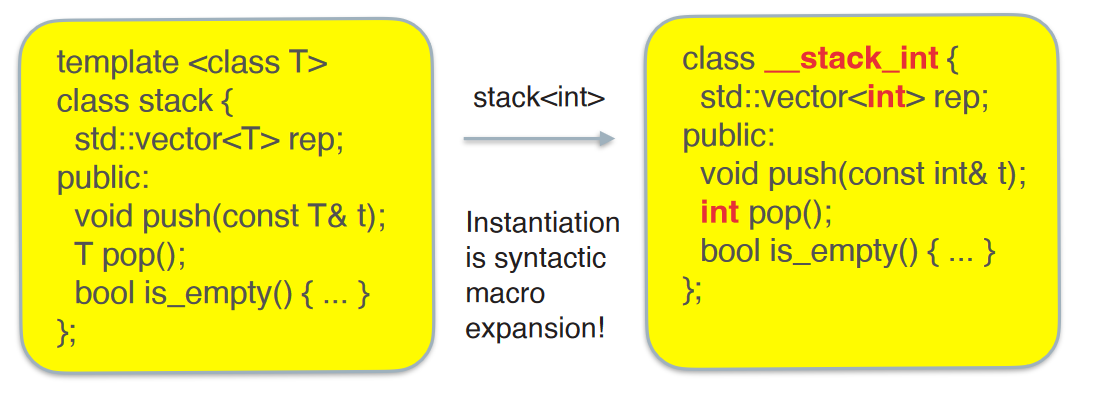 template <class T>
class stack {
std::vector<T> rep;
public:
void push(const T& t);
T pop();
bool is_empty() { ... }
};
stack<int>
Instantiation
is syntactic
macro
expansion!
class __stack_int {
std::vector<int> rep;
public:
void push(const int& t);
int pop();
bool is_empty() { ... }
};